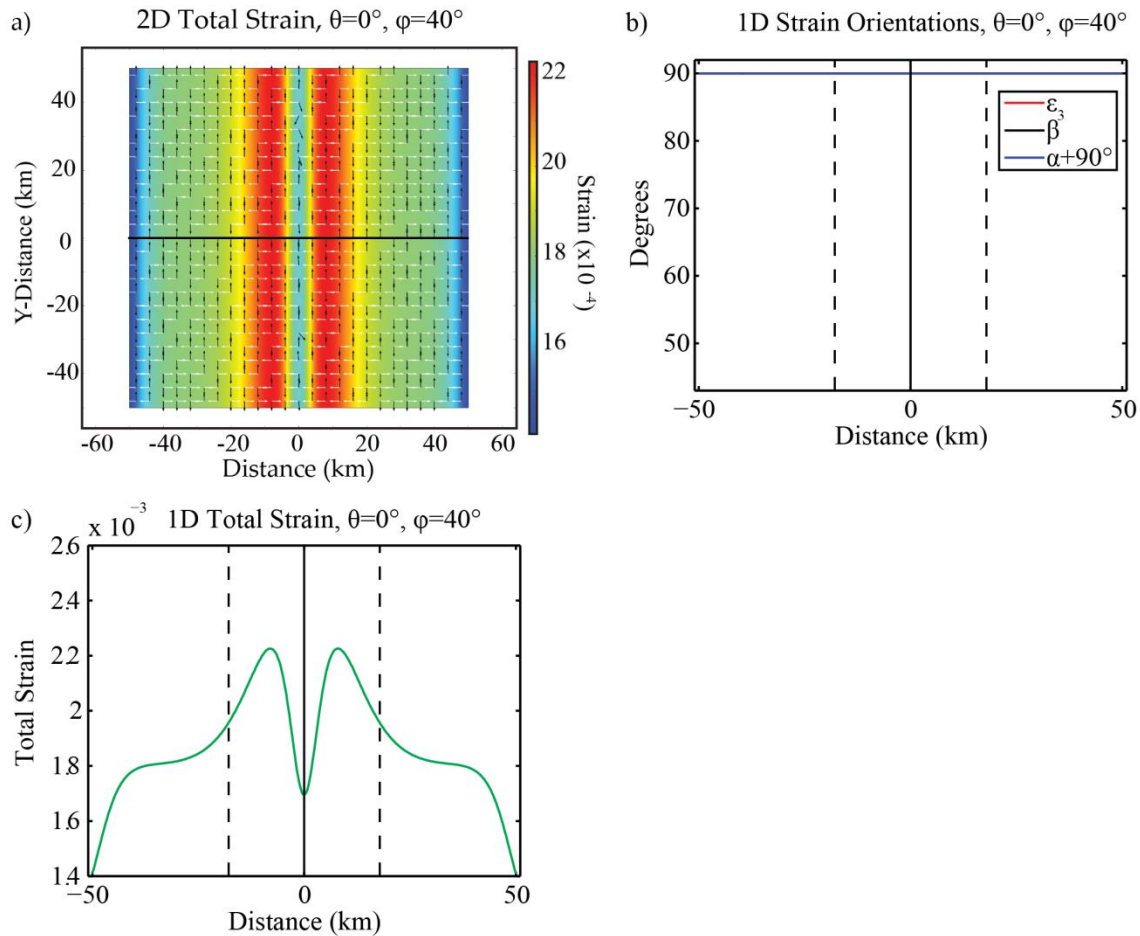 a) 2D Total Strain, θ=0°, φ=40°
40
20
0
-20
-40
Y-Distance (km)
-60 -40 -20 0 20 40 60
Distance (km)
22
20
18
16
Strain (x10 ⁻⁴)
b) 1D Strain Orientations, θ=0°, φ=40°
90
80
70
60
50
Degrees
ε₃
β
α+90°
−50 0 50
Distance (km)
c) 1D Total Strain, θ=0°, φ=40°
x 10⁻³
2.6
2.4
2.2
2
1.8
1.6
1.4
Total Strain
−50 0 50
Distance (km)